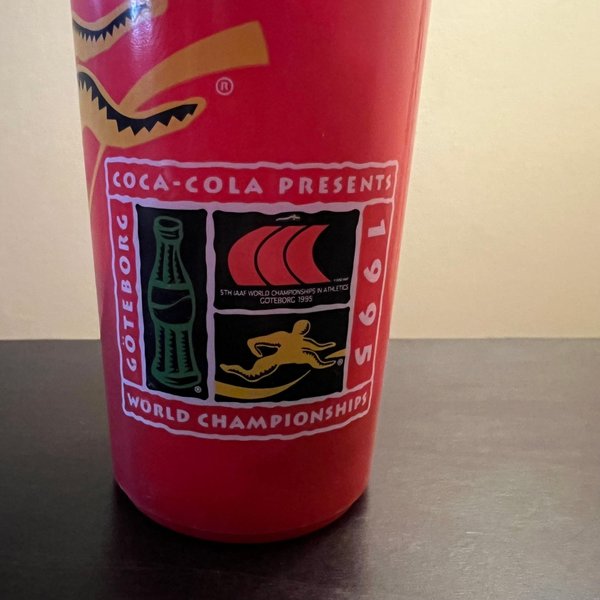 ®
COCA-COLA PRESENTS
GÖTEBORG
1995
5TH IAAF WORLD CHAMPIONSHIPS IN ATHLETICS
GÖTEBORG 1995
®
®
WORLD CHAMPIONSHIPS